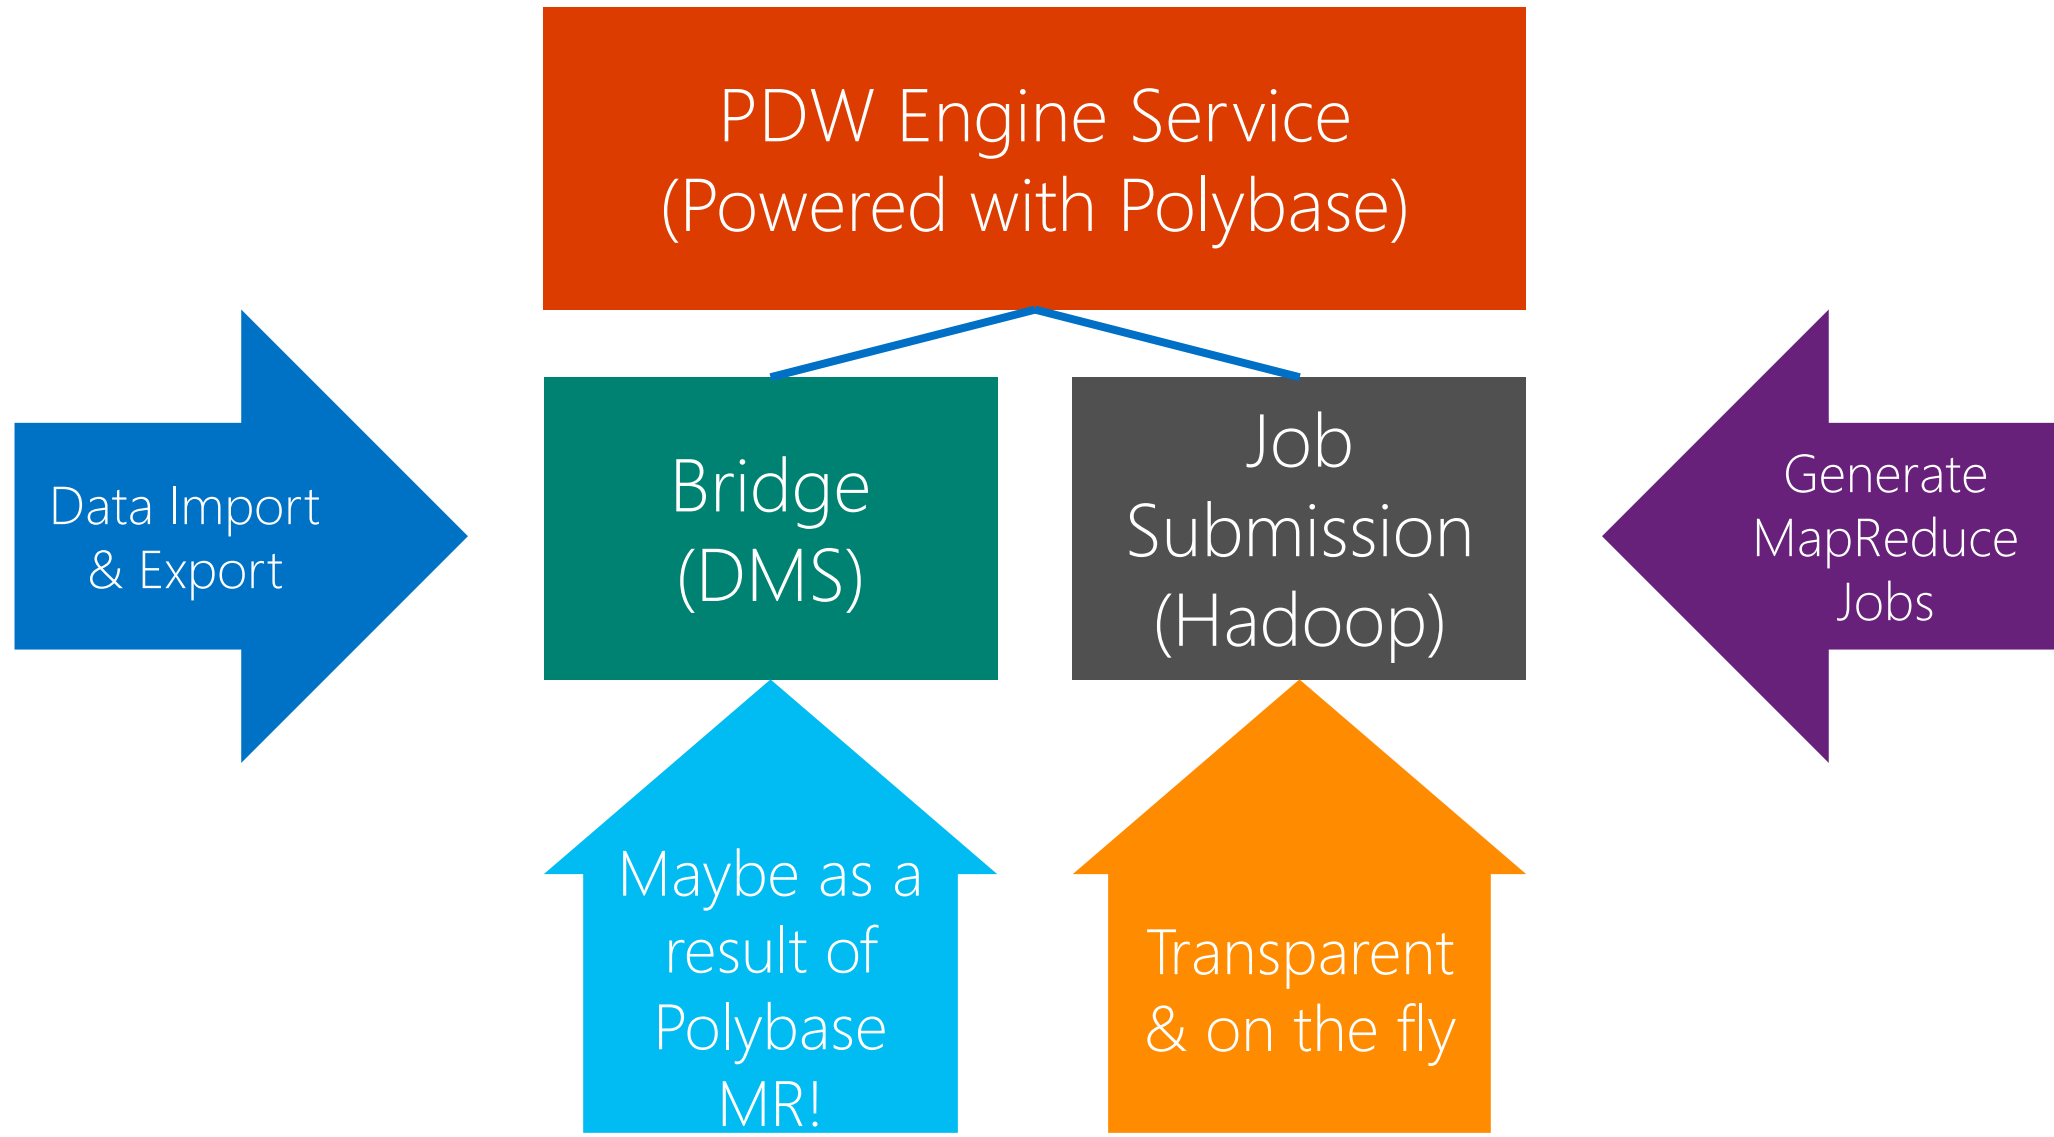 PDW Engine Service
(Powered with Polybase)
Data Import
& Export
Bridge
(DMS)
Job
Submission
(Hadoop)
Generate
MapReduce
Jobs
Maybe as a
result of
Polybase
MR!
Transparent
& on the fly